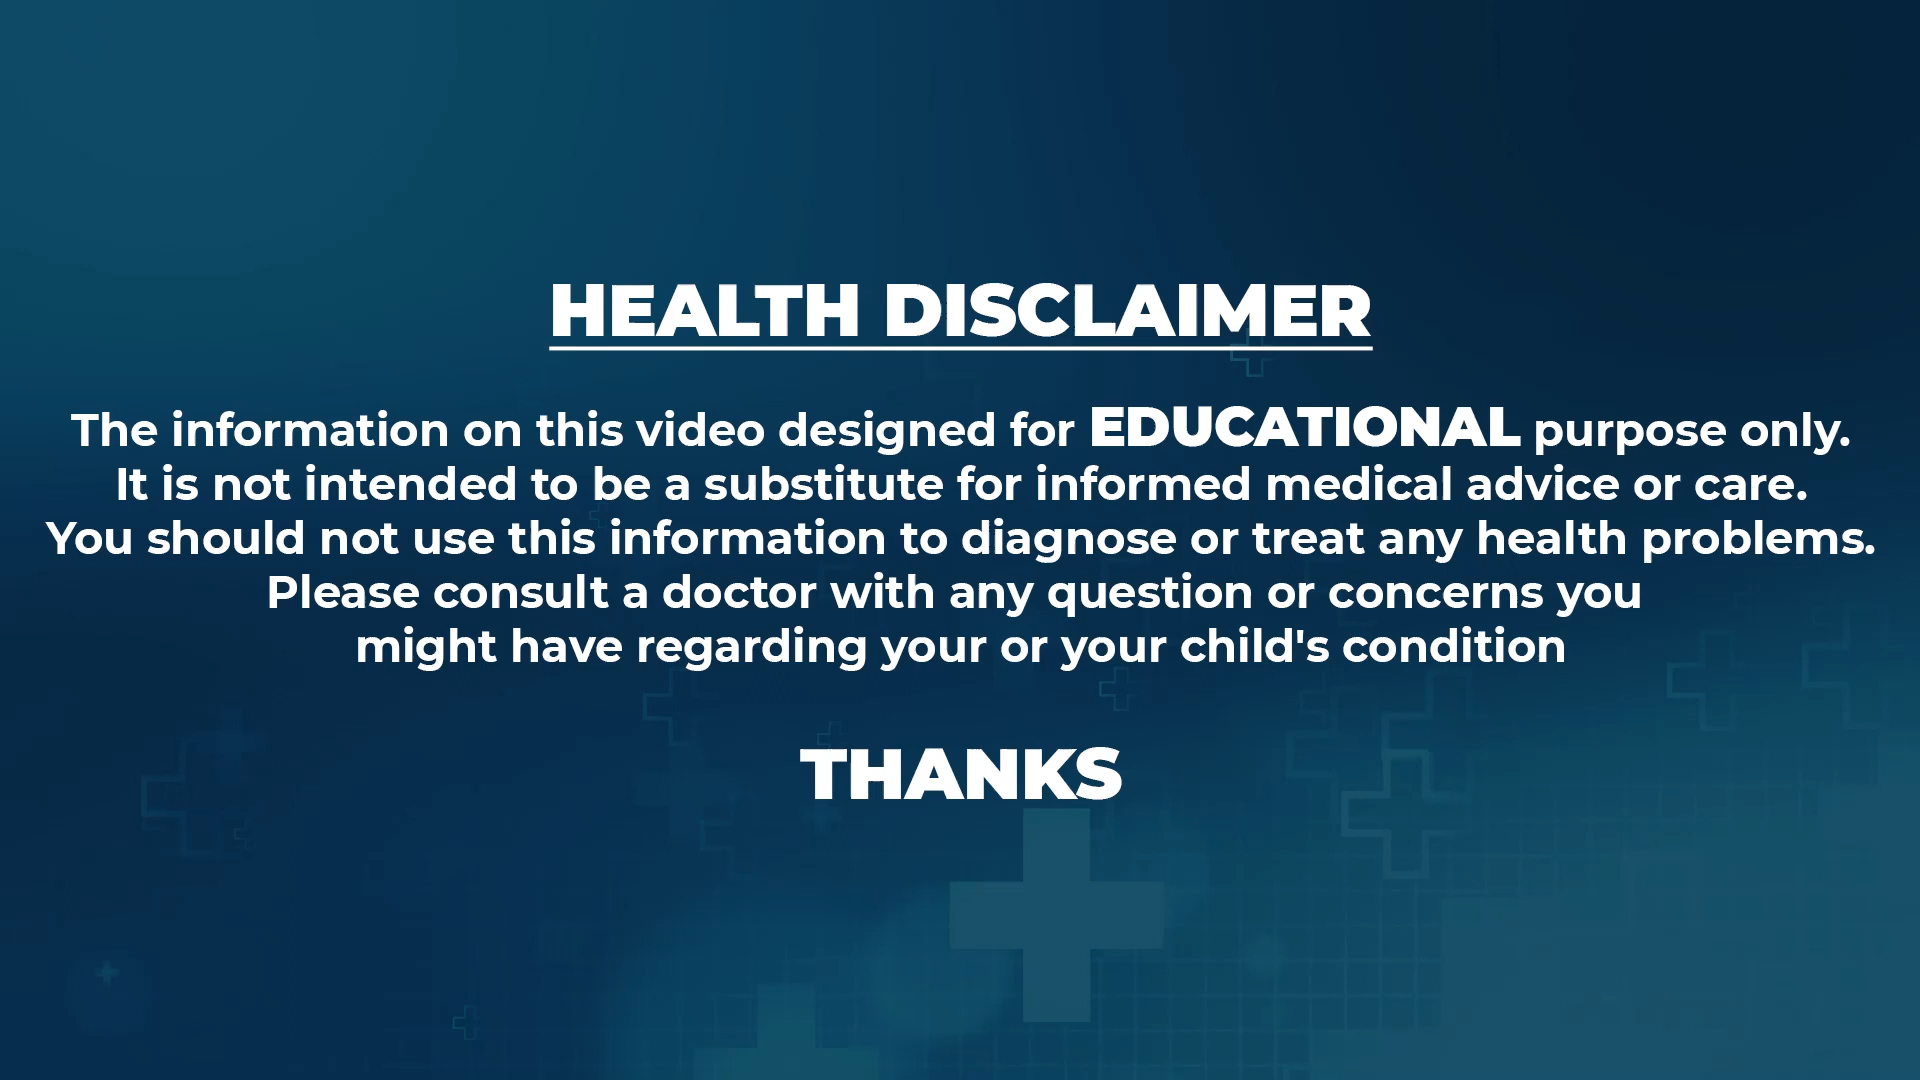 HEALTH DISCLAIMER
The information on this video designed for EDUCATIONAL purpose only.
It is not intended to be a substitute for informed medical advice or care.
You should not use this information to diagnose or treat any health problems.
Please consult a doctor with any question or concerns you
might have regarding your or your child's condition
THANKS